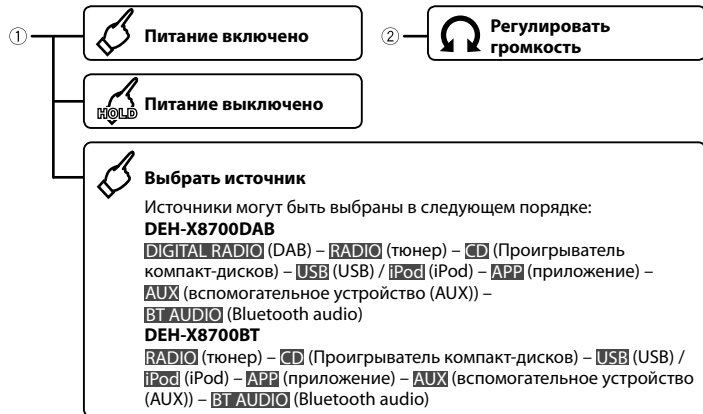 ① Питание включено
② Регулировать
громкость
HOLD Питание выключено
Выбрать источник
Источники могут быть выбраны в следующем порядке:
DEH-X8700DAB
DIGITAL RADIO (DAB) – RADIO (тюнер) – CD (Проигрыватель
компакт-дисков) – USB (USB) / iPod (iPod) – APP (приложение) –
AUX (вспомогательное устройство (AUX)) –
BT AUDIO (Bluetooth audio)
DEH-X8700BT
RADIO (тюнер) – CD (Проигрыватель компакт-дисков) – USB (USB) /
iPod (iPod) – APP (приложение) – AUX (вспомогательное устройство
(AUX)) – BT AUDIO (Bluetooth audio)